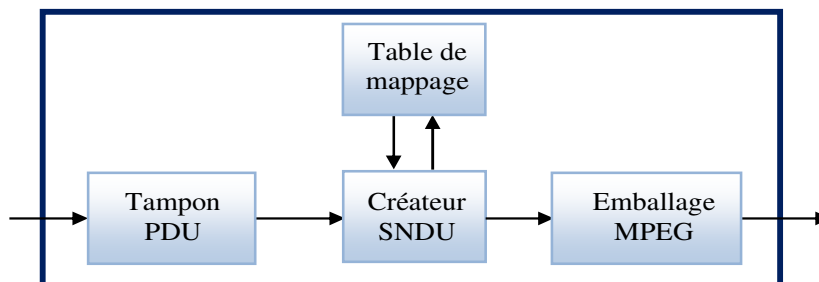 Table de
mappage
Tampon
PDU
Créateur
SNDU
Emballage
MPEG